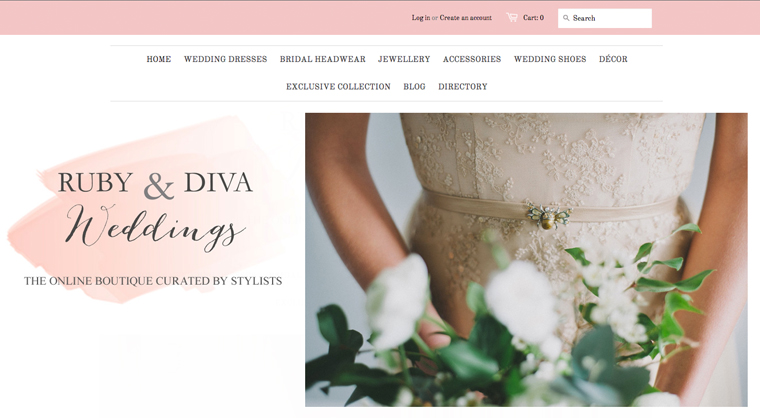 Log in or Create an account Cart: 0 Search
HOME WEDDING DRESSES BRIDAL HEADWEAR JEWELLERY ACCESSORIES WEDDING SHOES DÉCOR
EXCLUSIVE COLLECTION BLOG DIRECTORY
RUBY & DIVA
Weddings
THE ONLINE BOUTIQUE CURATED BY STYLISTS